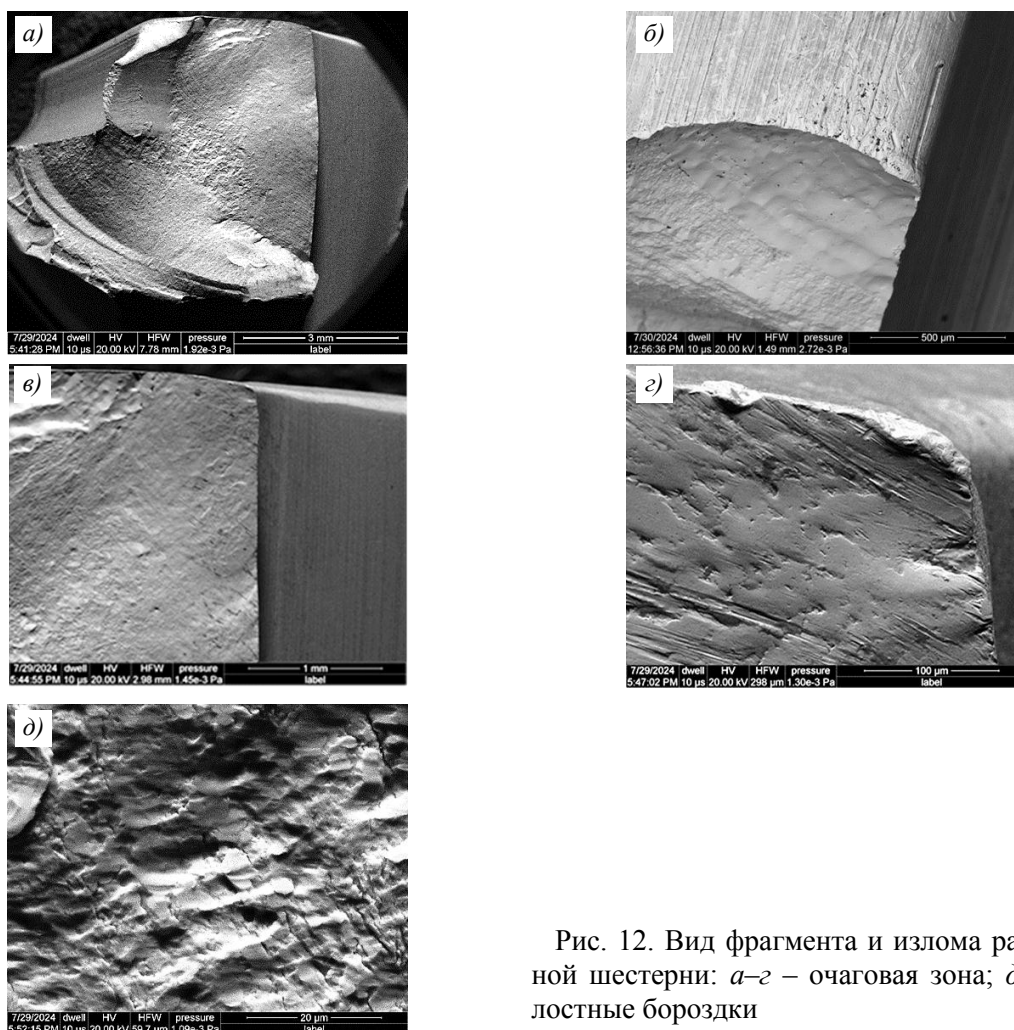 а)
7/29/2024 dwell HV HFW pressure 3 mm
5:41:28 PM 10 µs 20.00 kV 7.78 mm 1.92e-3 Pa label
б)
7/30/2024 dwell HV HFW pressure 500 µm
12:56:36 PM 10 µs 20.00 kV 1.49 mm 2.72e-3 Pa label
в)
7/29/2024 dwell HV HFW pressure 1 mm
5:44:55 PM 10 µs 20.00 kV 2.98 mm 1.45e-3 Pa label
г)
7/29/2024 dwell HV HFW pressure 100 µm
5:47:02 PM 10 µs 20.00 kV 298 µm 1.30e-3 Pa label
д)
7/29/2024 dwell HV HFW pressure 20 µm
5:52:15 PM 10 µs 20.00 kV 59.7 µm 1.09e-3 Pa label
Рис. 12. Вид фрагмента и излома ра
ной шестерни: а–г – очаговая зона; д
лостные бороздки